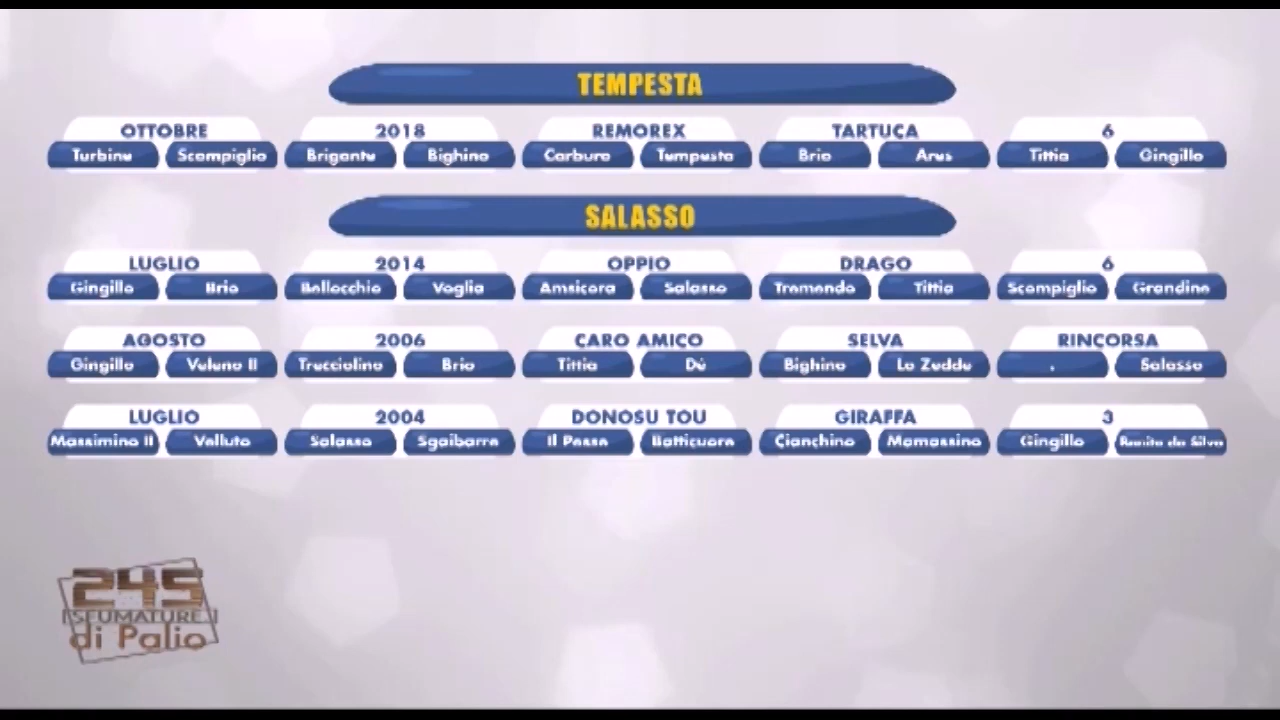 TEMPESTA
OTTOBRE 2018 REMOREX TARTUCA 6
Turbine Scompiglio Brigante Bighino Carburo Tempesta Brio Arus Tittia Gingillo
SALASSO
LUGLIO 2014 OPPIO DRAGO 6
Gingillo Brio Bellocchio Voglia Amsicora Salasso Tremendo Tittia Scompiglio Grandine
AGOSTO 2006 CARO AMICO SELVA RINCORSA
Gingillo Veleno II Trecciolino Brio Tittia Dè Bighino Lo Zedde . Salasso
LUGLIO 2004 DONOSU TOU GIRAFFA 3
Massimino II Velluto Salasso Sgaibarre Il Pesse Batticuore Cianchino Mamassino Gingillo
245
SFUMATURE
di Palio